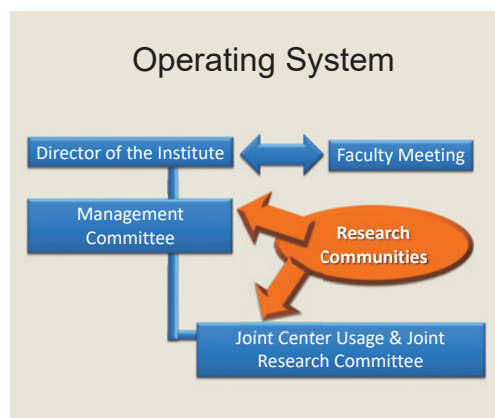 Operating System
Director of the Institute
Faculty Meeting
Management
Committee
Research
Communities
Joint Center Usage & Joint
Research Committee